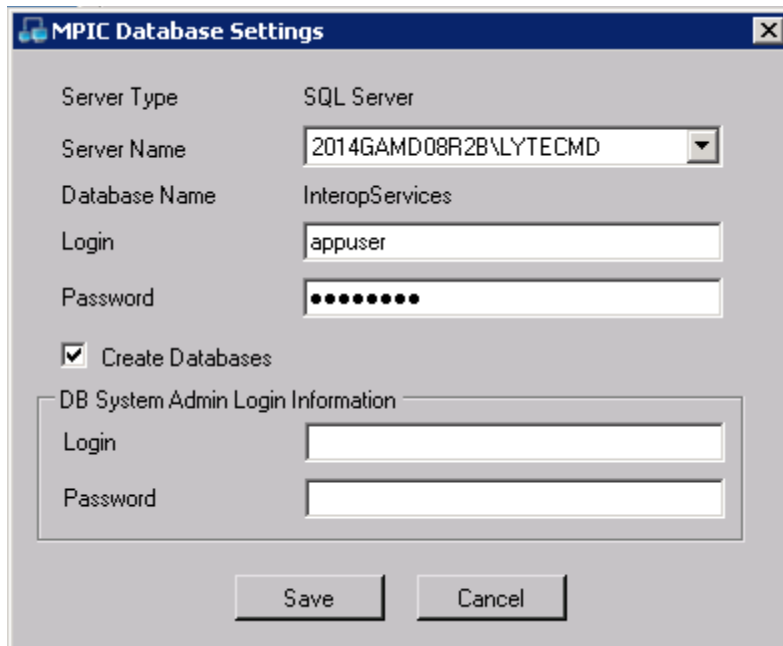 MPIC Database Settings
Server Type SQL Server
Server Name 2014GAMD08R2B\LYTECMD
Database Name InteropServices
Login appuser
Password ●●●●●●●●
Create Databases
DB System Admin Login Information
Login
Password
Save Cancel